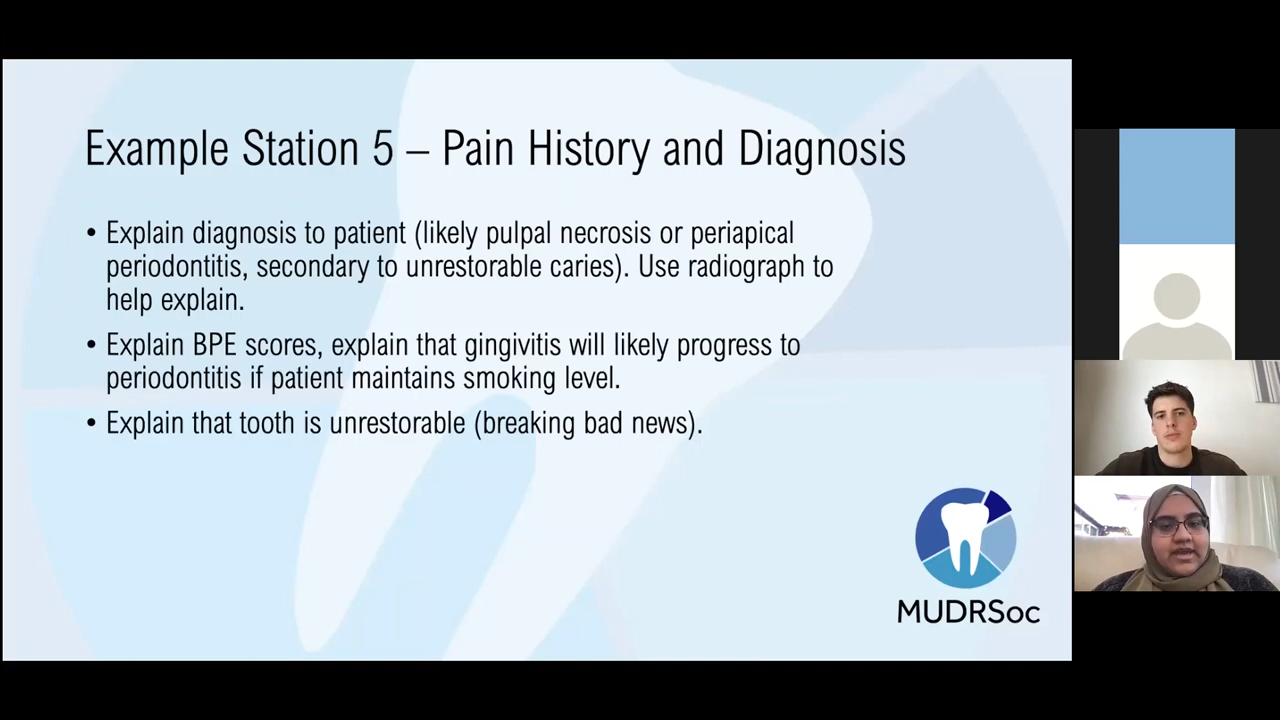 Example Station 5 – Pain History and Diagnosis
• Explain diagnosis to patient (likely pulpal necrosis or periapical
periodontitis, secondary to unrestorable caries). Use radiograph to
help explain.
• Explain BPE scores, explain that gingivitis will likely progress to
periodontitis if patient maintains smoking level.
• Explain that tooth is unrestorable (breaking bad news).
MUDRSoc